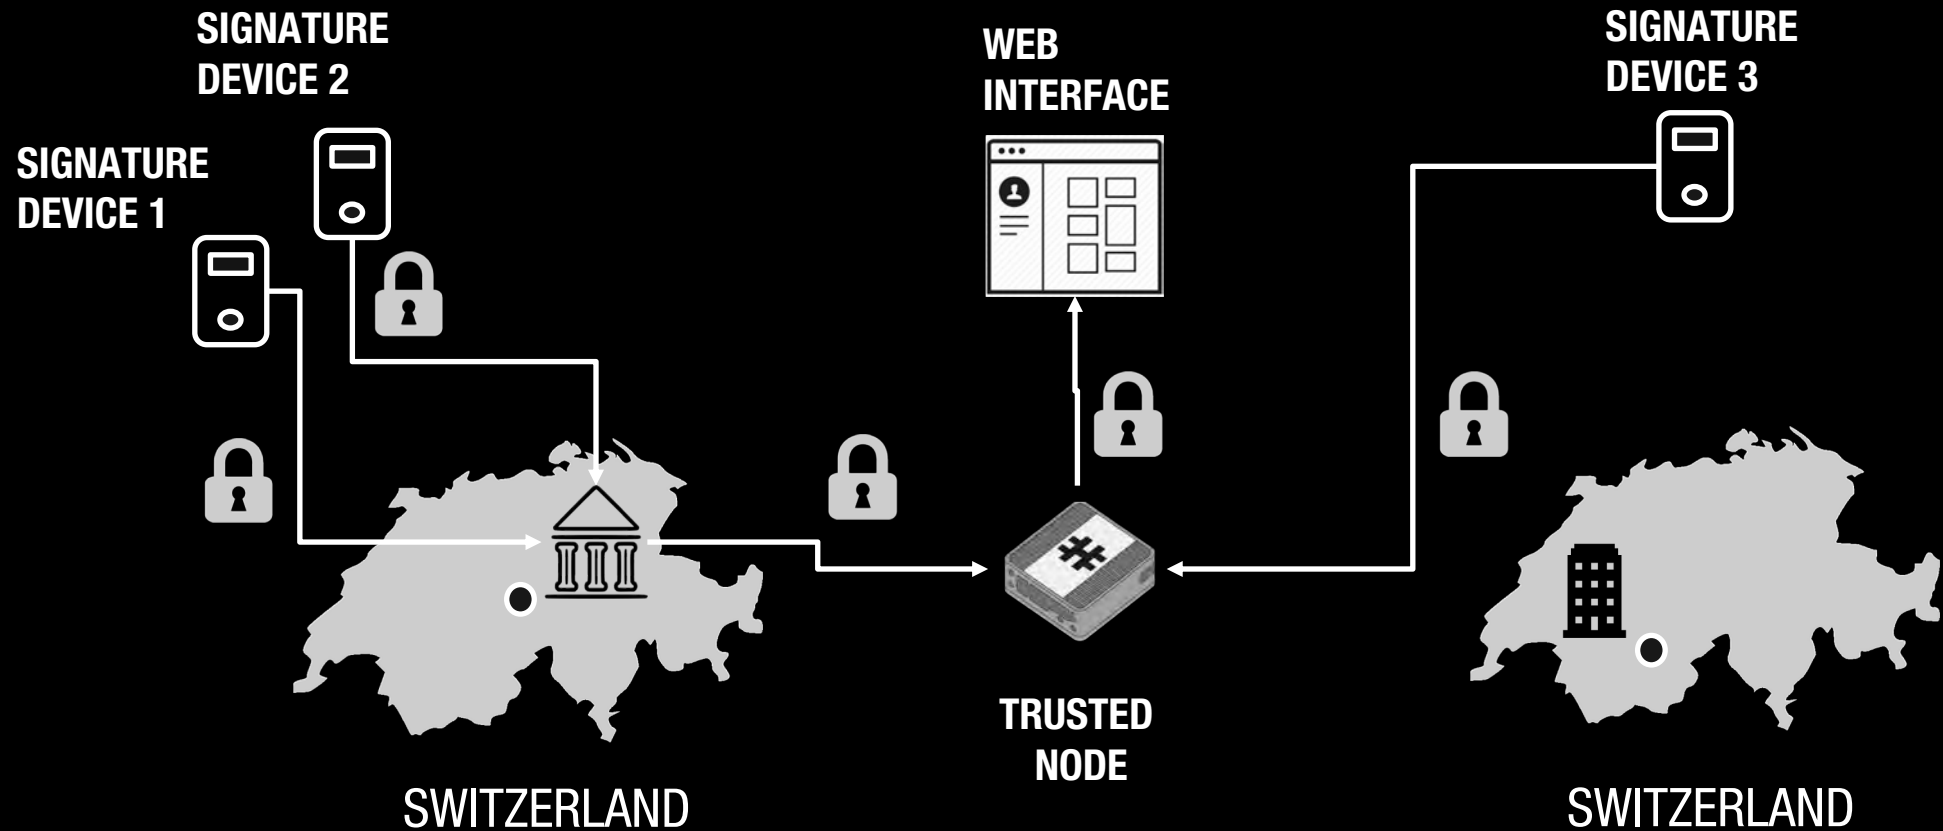 SIGNATURE
DEVICE 2
SIGNATURE
DEVICE 1
WEB
INTERFACE
SIGNATURE
DEVICE 3
#
TRUSTED
NODE
SWITZERLAND
SWITZERLAND